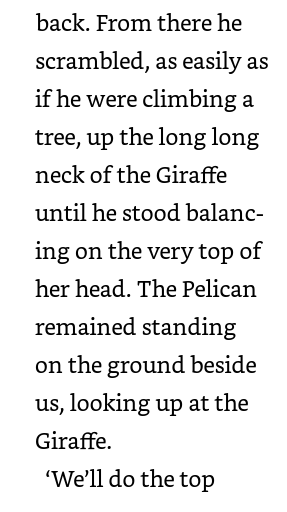 back. From there he
scrambled, as easily as
if he were climbing a
tree, up the long long
neck of the Giraffe
until he stood balanc-
ing on the very top of
her head. The Pelican
remained standing
on the ground beside
us, looking up at the
Giraffe.
‘We’ll do the top